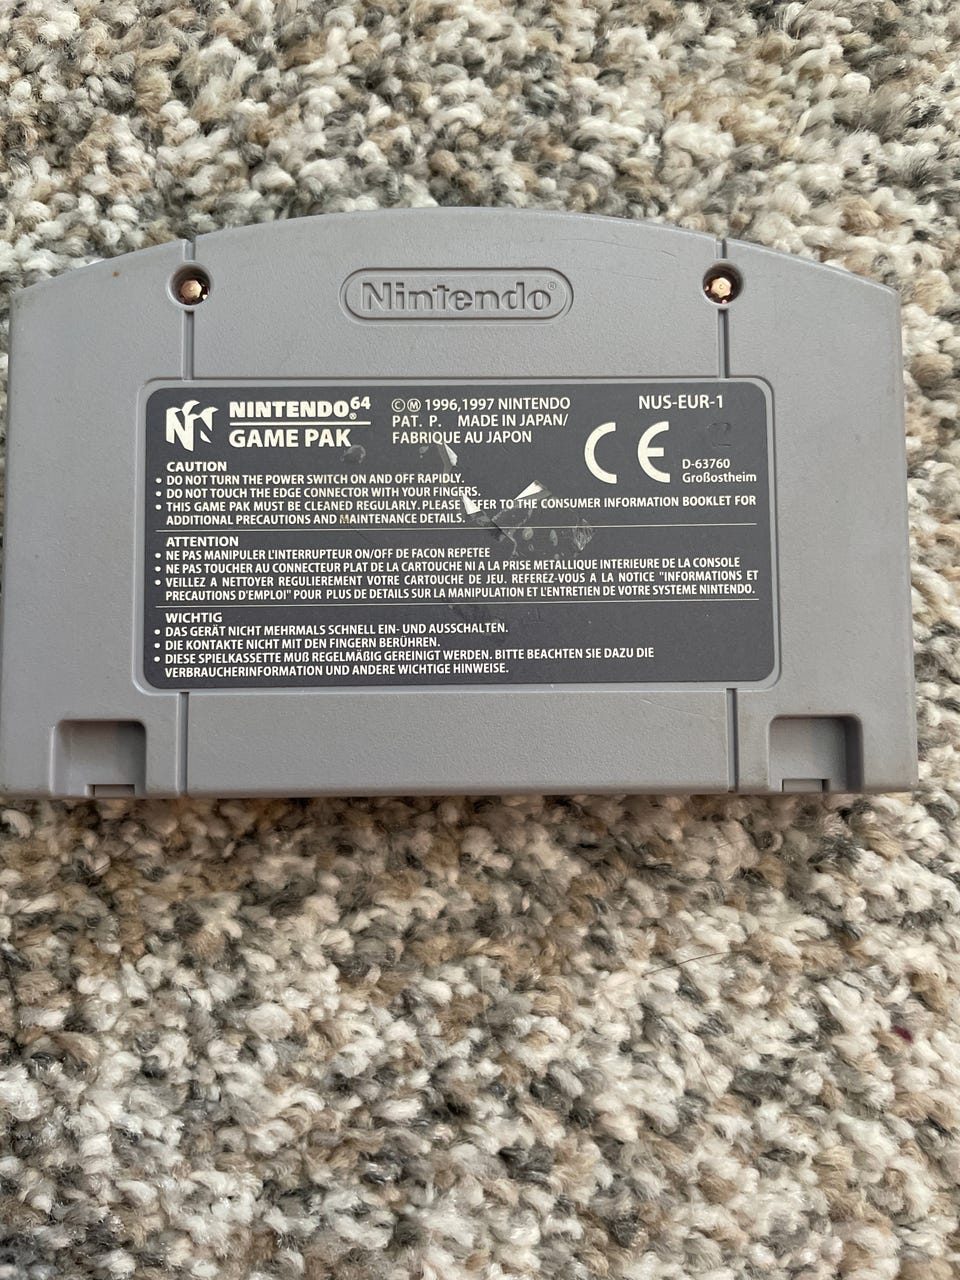 Nintendo®
NINTENDO®64
GAME PAK
©Ⓜ 1996,1997 NINTENDO
PAT. P. MADE IN JAPAN/
FABRIQUE AU JAPON
NUS-EUR-1
CE
D-63760
Großostheim
CAUTION
• DO NOT TURN THE POWER SWITCH ON AND OFF RAPIDLY.
• DO NOT TOUCH THE EDGE CONNECTOR WITH YOUR FINGERS.
• THIS GAME PAK MUST BE CLEANED REGULARLY. PLEASE EFER TO THE CONSUMER INFORMATION BOOKLET FOR
ADDITIONAL PRECAUTIONS AND MAINTENANCE DETAILS.
ATTENTION
• NE PAS MANIPULER L'INTERRUPTEUR ON/OFF DE FACON REPETEE
• NE PAS TOUCHER AU CONNECTEUR PLAT DE LA CARTOUCHE NI A LA PRISE METALLIQUE INTERIEURE DE LA CONSOLE
• VEILLEZ A NETTOYER REGULIEREMENT VOTRE CARTOUCHE DE JEU. REFEREZ-VOUS A LA NOTICE "INFORMATIONS ET
PRECAUTIONS D'EMPLOI" POUR PLUS DE DETAILS SUR LA MANIPULATION ET L'ENTRETIEN DE VOTRE SYSTEME NINTENDO.
WICHTIG
• DAS GERÄT NICHT MEHRMALS SCHNELL EIN- UND AUSSCHALTEN.
• DIE KONTAKTE NICHT MIT DEN FINGERN BERÜHREN.
• DIESE SPIELKASSETTE MUß REGELMÄßIG GEREINIGT WERDEN. BITTE BEACHTEN SIE DAZU DIE
VERBRAUCHERINFORMATION UND ANDERE WICHTIGE HINWEISE.